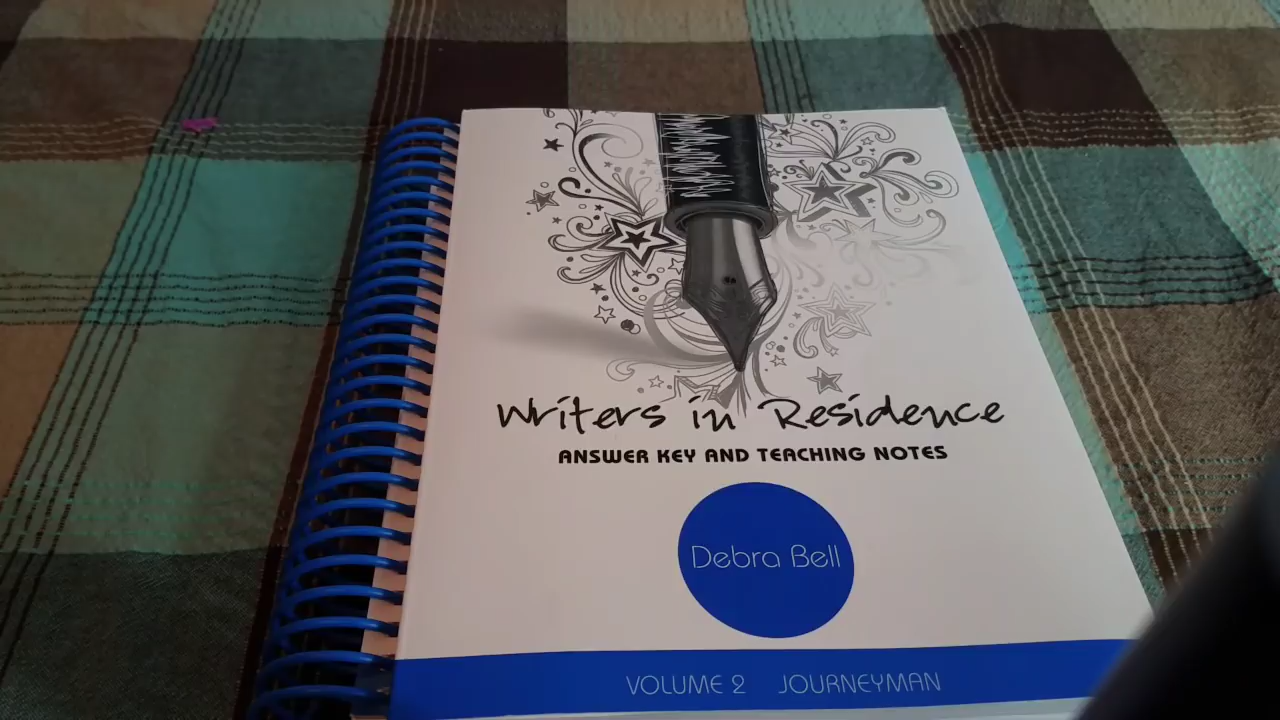 Writers in Residence
ANSWER KEY AND TEACHING NOTES
Debra Bell
VOLUME 2 JOURNEYMAN